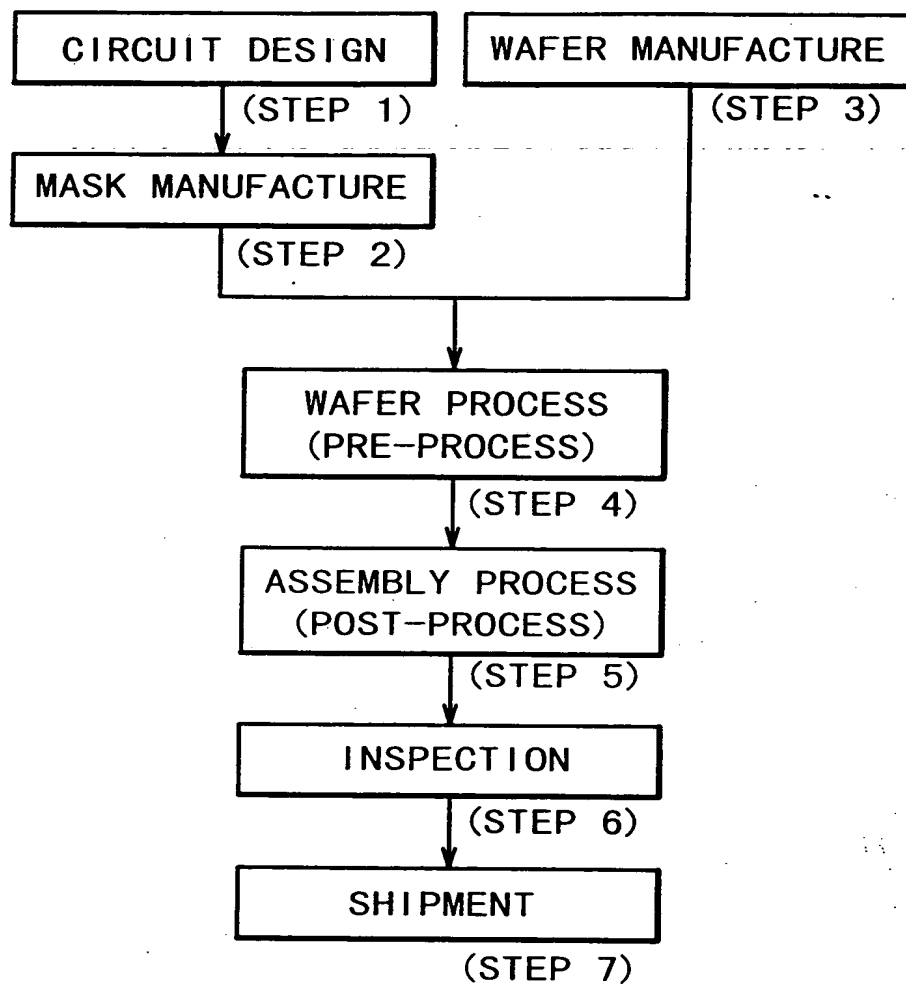 CIRCUIT DESIGN
(STEP 1)
WAFER MANUFACTURE
(STEP 3)
MASK MANUFACTURE
(STEP 2)
WAFER PROCESS
(PRE-PROCESS)
(STEP 4)
ASSEMBLY PROCESS
(POST-PROCESS)
(STEP 5)
INSPECTION
(STEP 6)
SHIPMENT
(STEP 7)